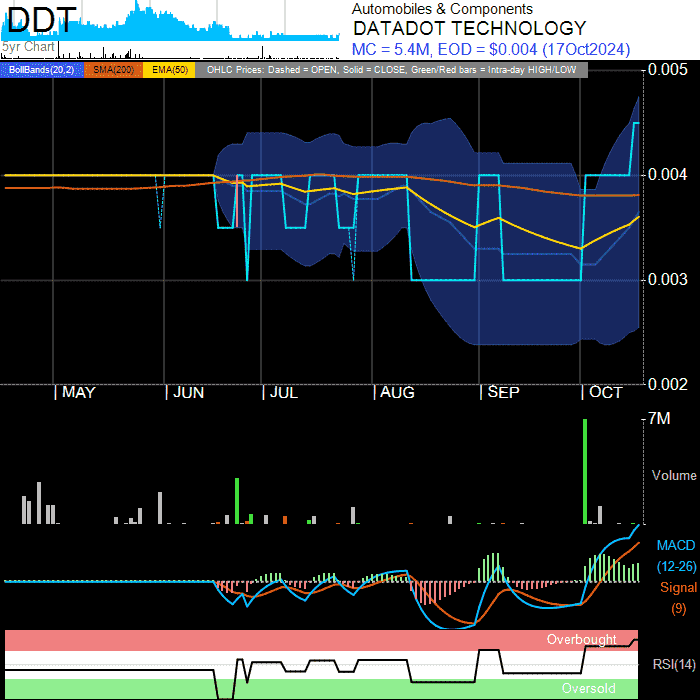 DDT
5yr Chart
Automobiles & Components
DATADOT TECHNOLOGY
MC = 5.4M, EOD = $0.004 (17Oct2024)
BollBands(20,2) SMA(200) EMA(50) OHLC Prices: Dashed = OPEN, Solid = CLOSE, Green/Red bars = Intra-day HIGH/LOW
0.005
0.004
0.003
0.002
MAY JUN JUL AUG SEP OCT
7M
Volume
MACD
(12-26)
Signal
(9)
Overbought
RSI(14)
Oversold